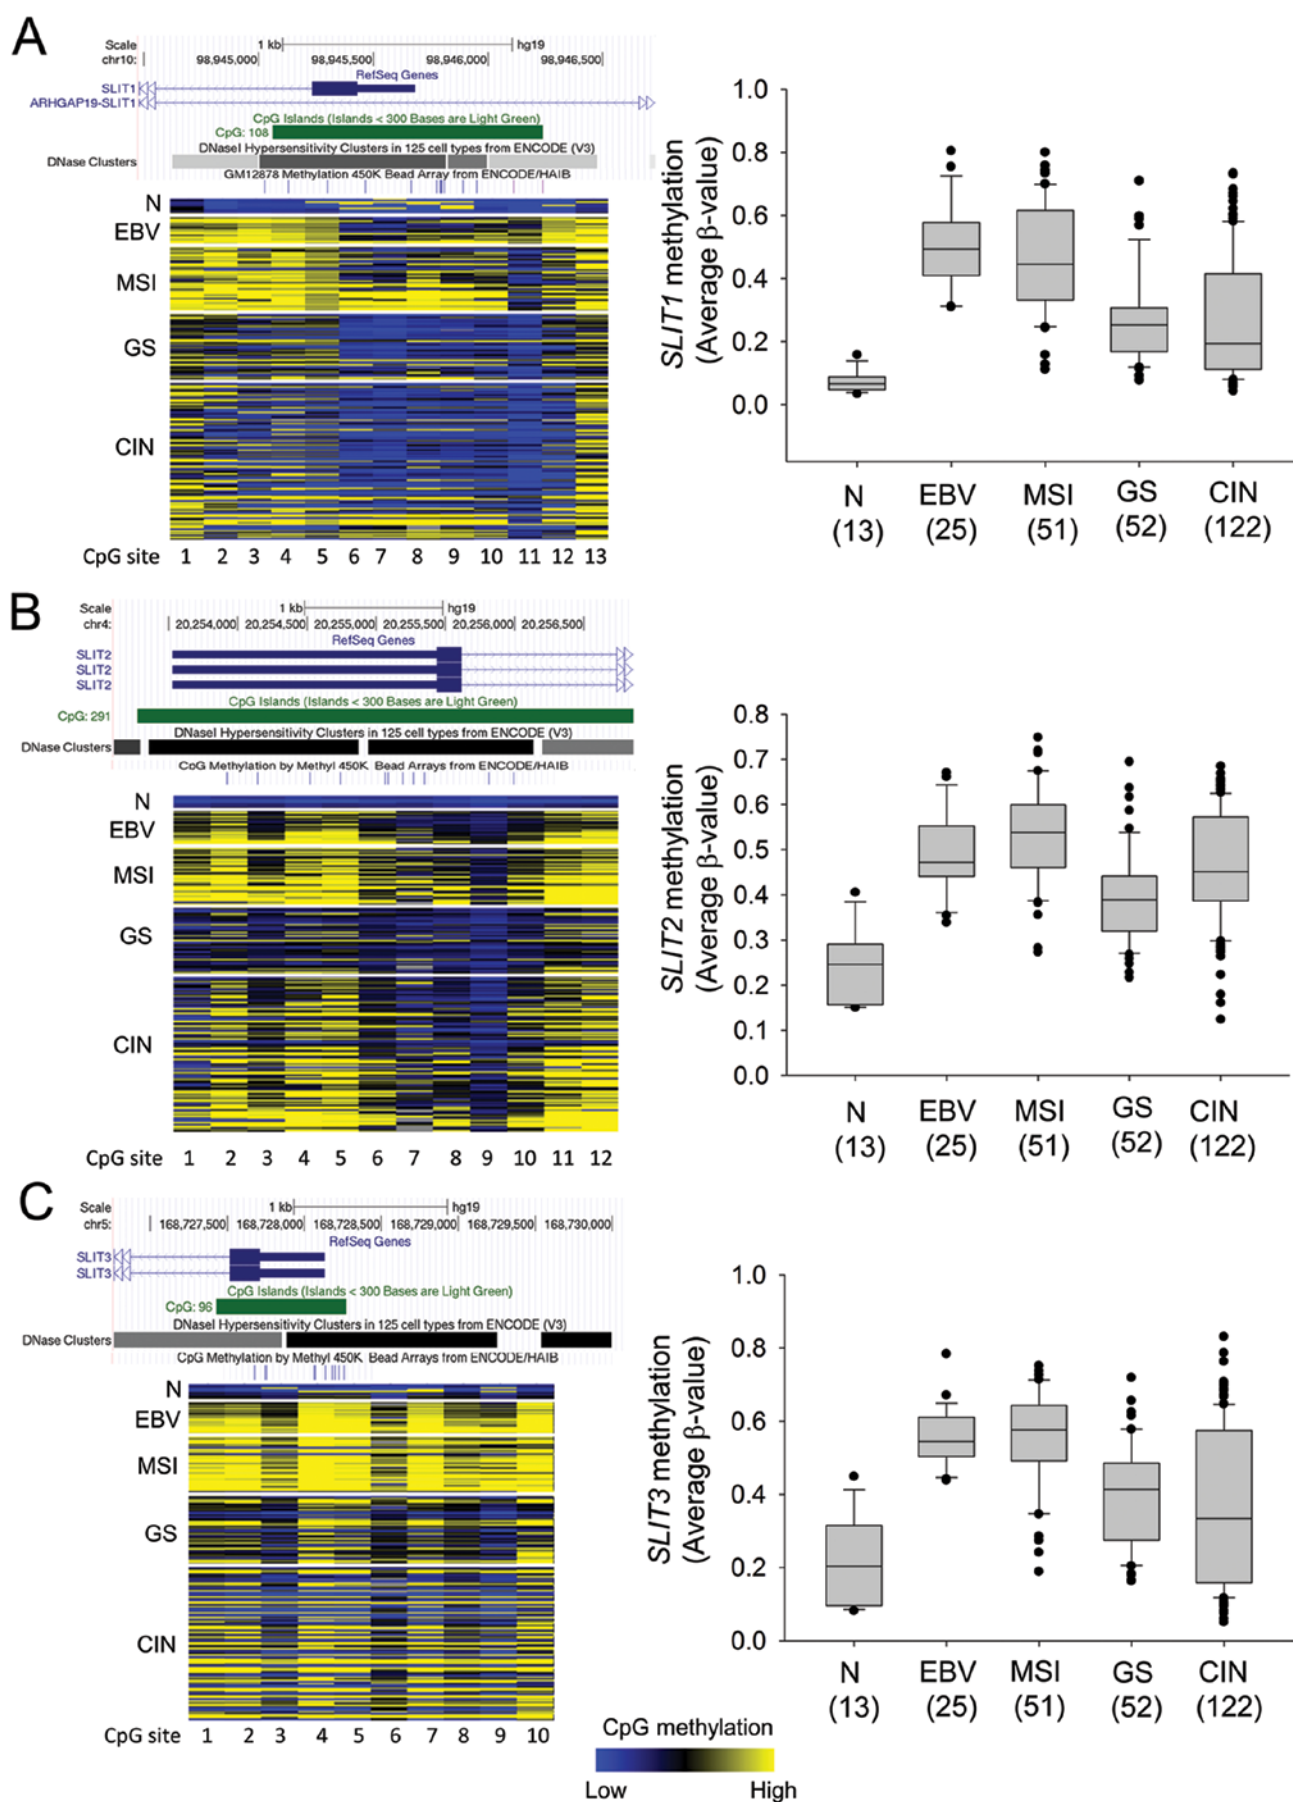 A
Scale 1 kb hg19
chr10: 98,945,000 98,945,500 98,946,000 98,946,500
RefSeq Genes
SLIT1
ARHGAP19-SLIT1
CpG Islands (Islands < 300 Bases are Light Green)
CpG: 108
DNaseI Hypersensitivity Clusters in 125 cell types from ENCODE (V3)
DNase Clusters
GM12878 Methylation 450K Bead Array from ENCODE/HAIB
N
EBV
MSI
GS
CIN
CpG site 1 2 3 4 5 6 7 8 9 10 11 12 13
SLIT1 methylation
(Average β-value)
1.0
0.8
0.6
0.4
0.2
0.0
N EBV MSI GS CIN
(13) (25) (51) (52) (122)
B
Scale 1 kb hg19
chr4: 20,254,000 20,254,500 20,255,000 20,255,500 20,256,000 20,256,500
RefSeq Genes
SLIT2
SLIT2
SLIT2
CpG Islands (Islands < 300 Bases are Light Green)
CpG: 291
DNaseI Hypersensitivity Clusters in 125 cell types from ENCODE (V3)
DNase Clusters
CpG Methylation by Methyl 450K Bead Arrays from ENCODE/HAIB
N
EBV
MSI
GS
CIN
CpG site 1 2 3 4 5 6 7 8 9 10 11 12
SLIT2 methylation
(Average β-value)
0.8
0.7
0.6
0.5
0.4
0.3
0.2
0.1
0.0
N EBV MSI GS CIN
(13) (25) (51) (52) (122)
C
Scale 1 kb hg19
chr5: 168,727,500 168,728,000 168,728,500 168,729,000 168,729,500 168,730,000
RefSeq Genes
SLIT3
SLIT3
CpG Islands (Islands < 300 Bases are Light Green)
CpG: 96
DNaseI Hypersensitivity Clusters in 125 cell types from ENCODE (V3)
DNase Clusters
CpG Methylation by Methyl 450K Bead Arrays from ENCODE/HAIB
N
EBV
MSI
GS
CIN
CpG site 1 2 3 4 5 6 7 8 9 10
SLIT3 methylation
(Average β-value)
1.0
0.8
0.6
0.4
0.2
0.0
N EBV MSI GS CIN
(13) (25) (51) (52) (122)
CpG methylation
Low High